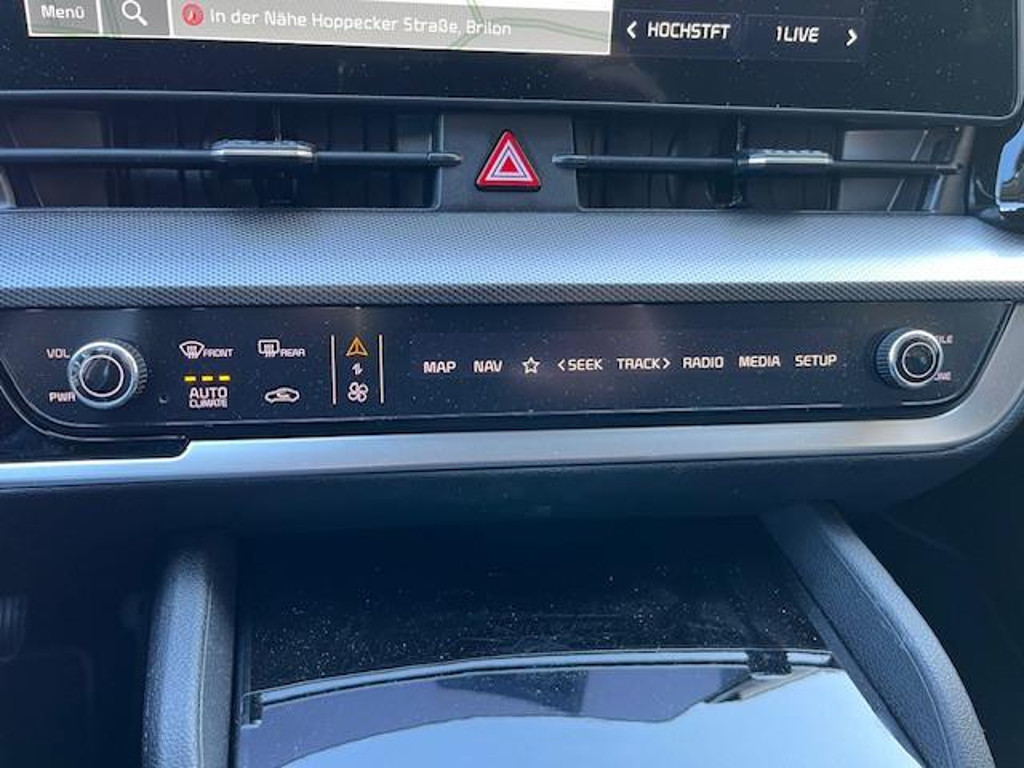 Menü
In der Nähe Hoppecker Straße, Brilon
HOCHSTFT
1LIVE
VOL
PWR
FRONT
REAR
AUTO
CLIMATE
MAP NAV SEEK TRACK RADIO MEDIA SETUP